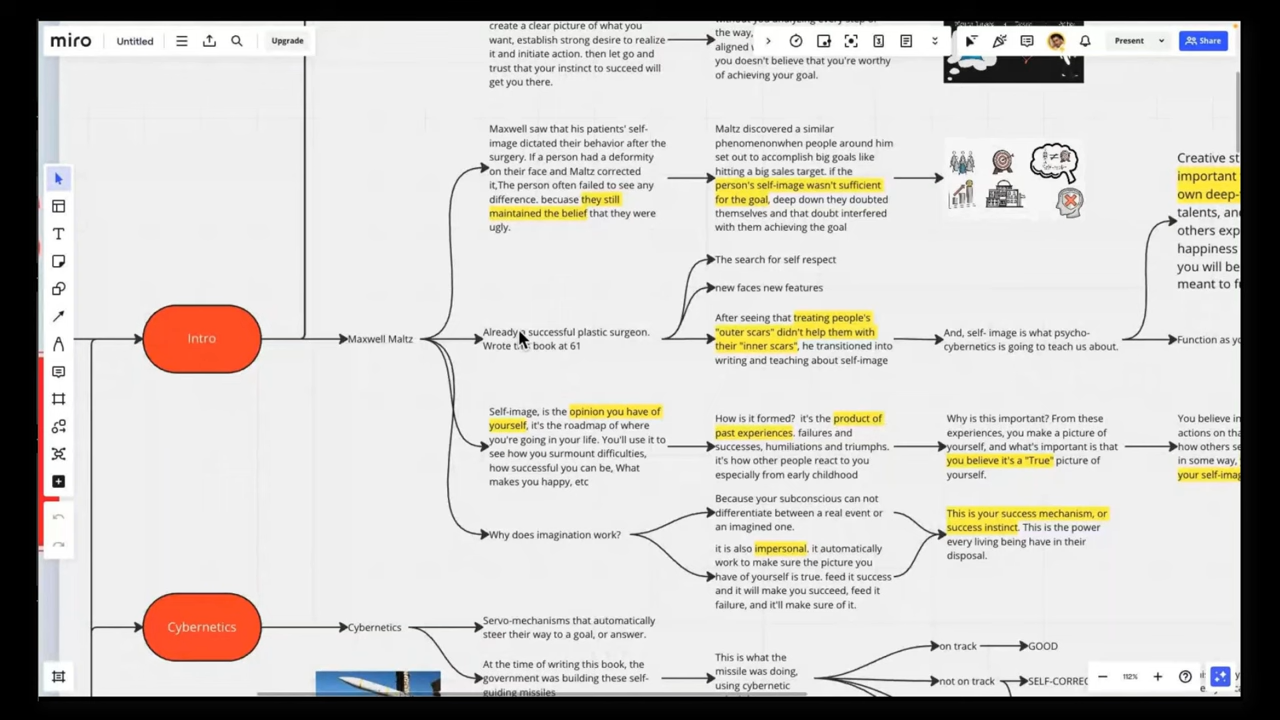 miro
Untitled
Upgrade
Present
Share
create a clear picture of what you
want, establish strong desire to realize
it and initiate action. then let go and
trust that your instinct to succeed will
get you there.
the way,
aligned
you doesn't believe that you're worthy
of achieving your goal.
Maxwell saw that his patients' self-
image dictated their behavior after the
surgery. If a person had a deformity
on their face and Maltz corrected
it,The person often failed to see any
difference. becuase they still
maintained the belief that they were
ugly.
Maltz discovered a similar
phenomenonwhen people around him
set out to accomplish big goals like
hitting a big sales target. if the
person's self-image wasn't sufficient
for the goal, deep down they doubted
themselves and that doubt interfered
with them achieving the goal
Creative st
important
own deep-
talents, an
others exp
happiness
you will be
meant to f
Intro
Maxwell Maltz
Already a successful plastic surgeon.
Wrote the book at 61
The search for self respect
new faces new features
After seeing that treating people's
"outer scars" didn't help them with
their "inner scars", he transitioned into
writing and teaching about self-image
And, self- image is what psycho-
cybernetics is going to teach us about.
Function as yo
Self-image, is the opinion you have of
yourself, it's the roadmap of where
you're going in your life. You'll use it to
see how you surmount difficulties,
how successful you can be, What
makes you happy, etc
How is it formed? it's the product of
past experiences. failures and
successes, humiliations and triumphs.
it's how other people react to you
especially from early childhood
Why is this important? From these
experiences, you make a picture of
yourself, and what's important is that
you believe it's a "True" picture of
yourself.
You believe in
actions on tha
how others se
in some way,
your self-imag
Why does imagination work?
Because your subconscious can not
differentiate between a real event or
an imagined one.
it is also impersonal. it automatically
work to make sure the picture you
have of yourself is true. feed it success
and it will make you succeed, feed it
failure, and it'll make sure of it.
This is your success mechanism, or
success instinct. This is the power
every living being have in their
disposal.
Cybernetics
Cybernetics
Servo-mechanisms that automatically
steer their way to a goal, or answer.
At the time of writing this book, the
government was building these self-
guiding missiles
This is what the
missile was doing,
using cybernetic
on track
GOOD
not on track
SELF-CORREC
112%